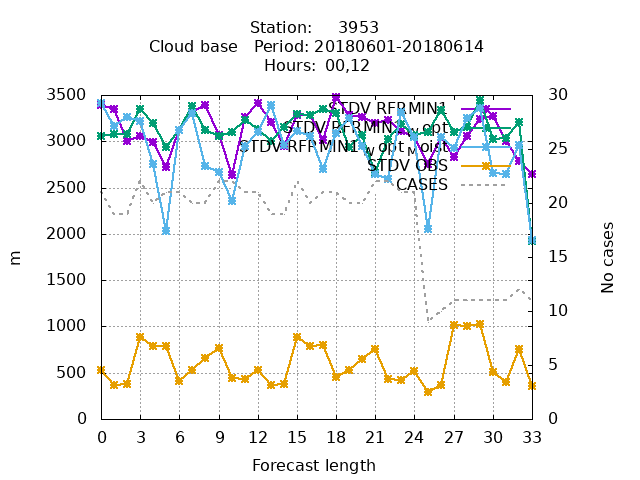 Station: 3953
Cloud base Period: 20180601-20180614
Hours: 00,12
3500
3000
2500
2000
1500
1000
500
0
m
30
25
20
15
10
5
0
No cases
STDV RFRMIN1
STDV OBS
CASES
0 3 6 9 12 15 18 21 24 27 30 33
Forecast length